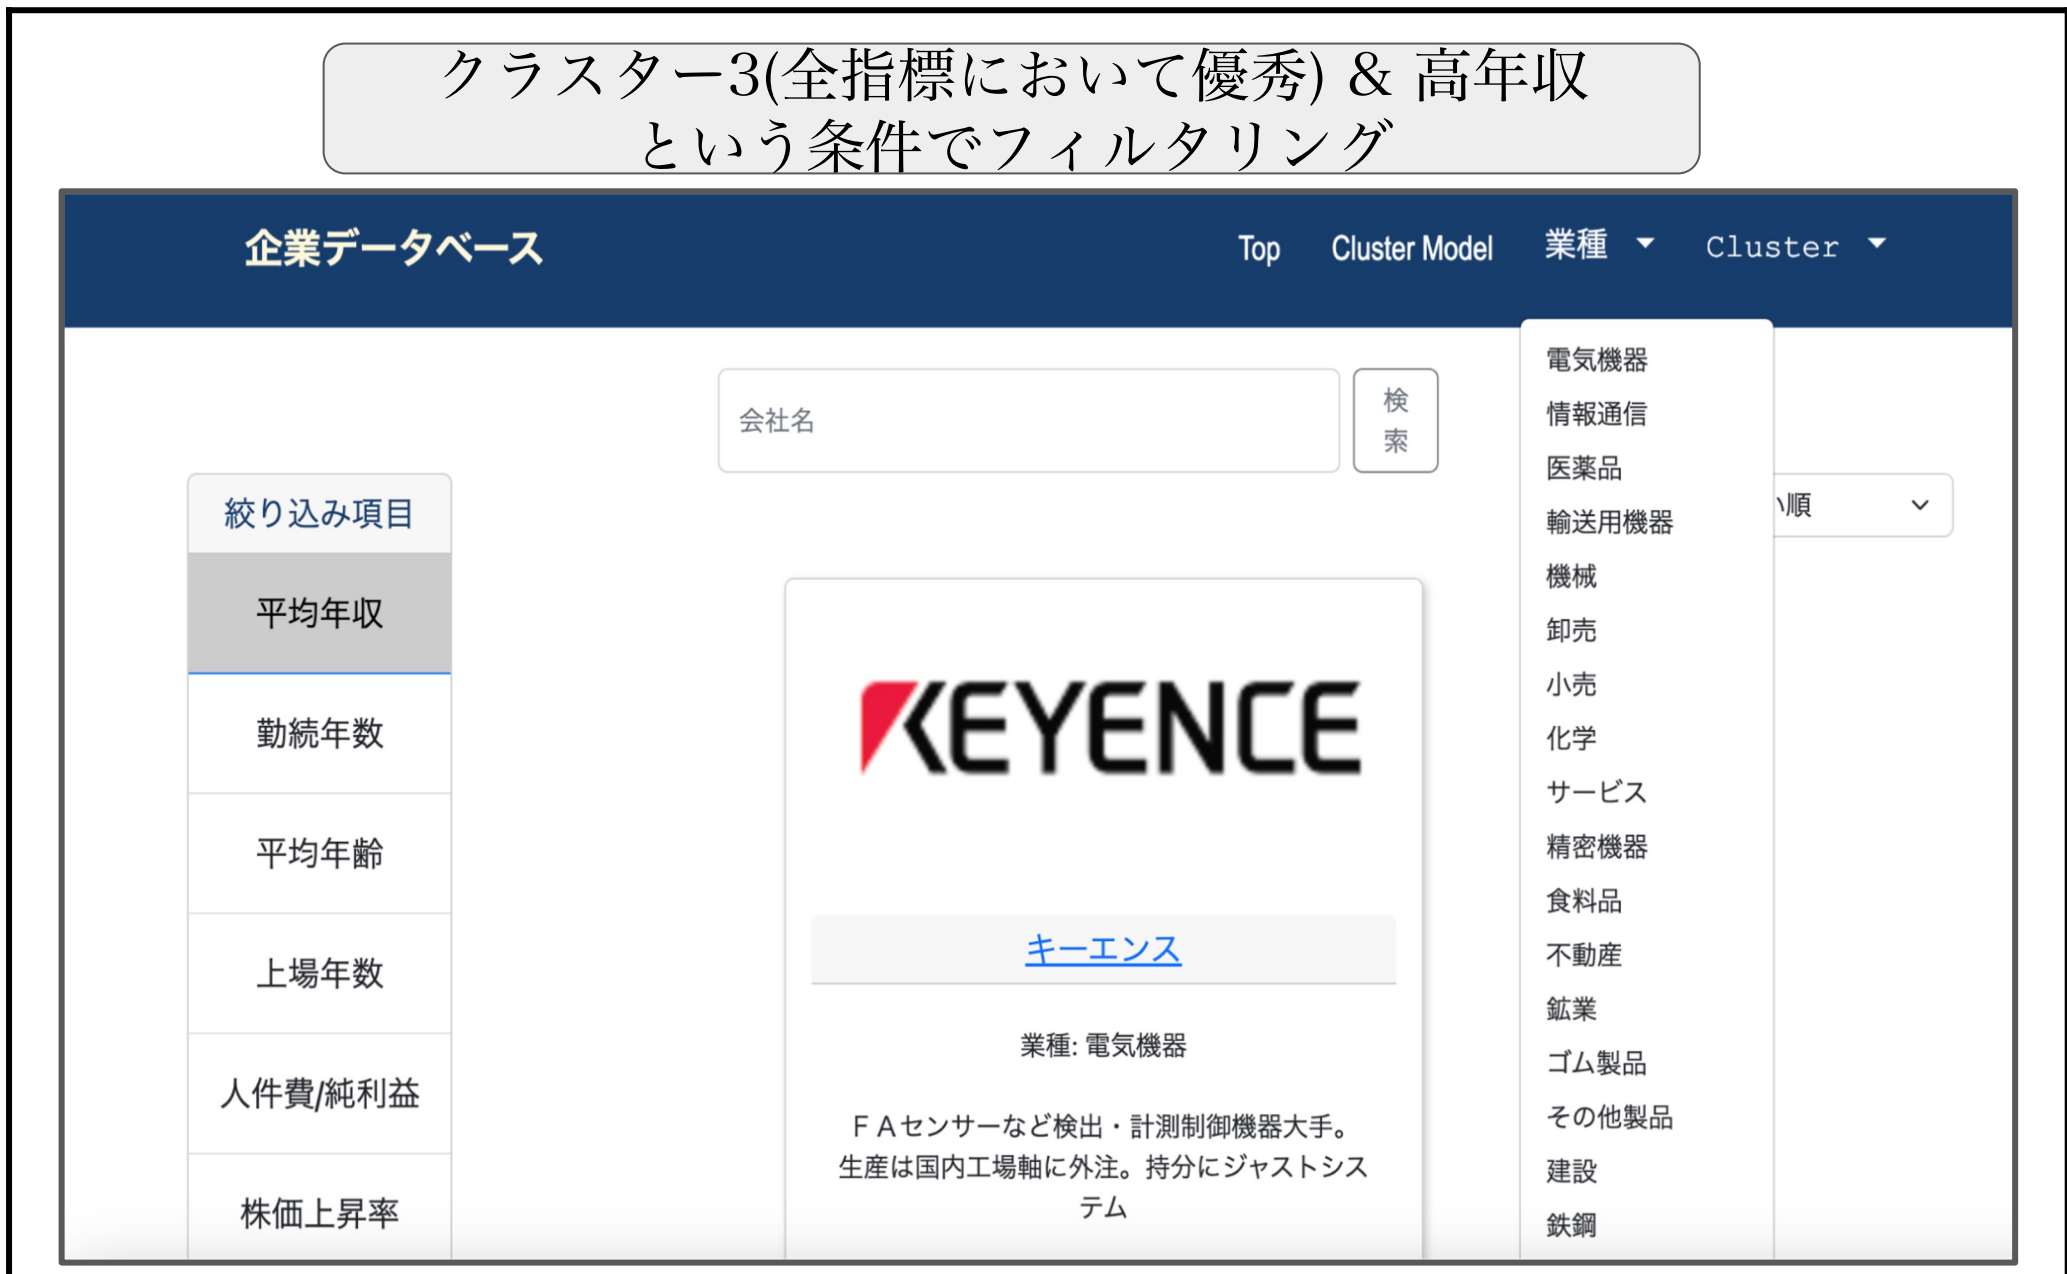 クラスター3(全指標において優秀) & 高年収
という条件でフィルタリング
企業データベース
Top
Cluster Model
業種
Cluster
会社名
検
索
絞り込み項目
平均年収
勤続年数
平均年齢
上場年数
人件費/純利益
株価上昇率
順
KEYENCE
キーエンス
業種: 電気機器
ＦＡセンサーなど検出・計測制御機器大手。
生産は国内工場軸に外注。持分にジャストシス
テム
電気機器
情報通信
医薬品
輸送用機器
機械
卸売
小売
化学
サービス
精密機器
食料品
不動産
鉱業
ゴム製品
その他製品
建設
鉄鋼